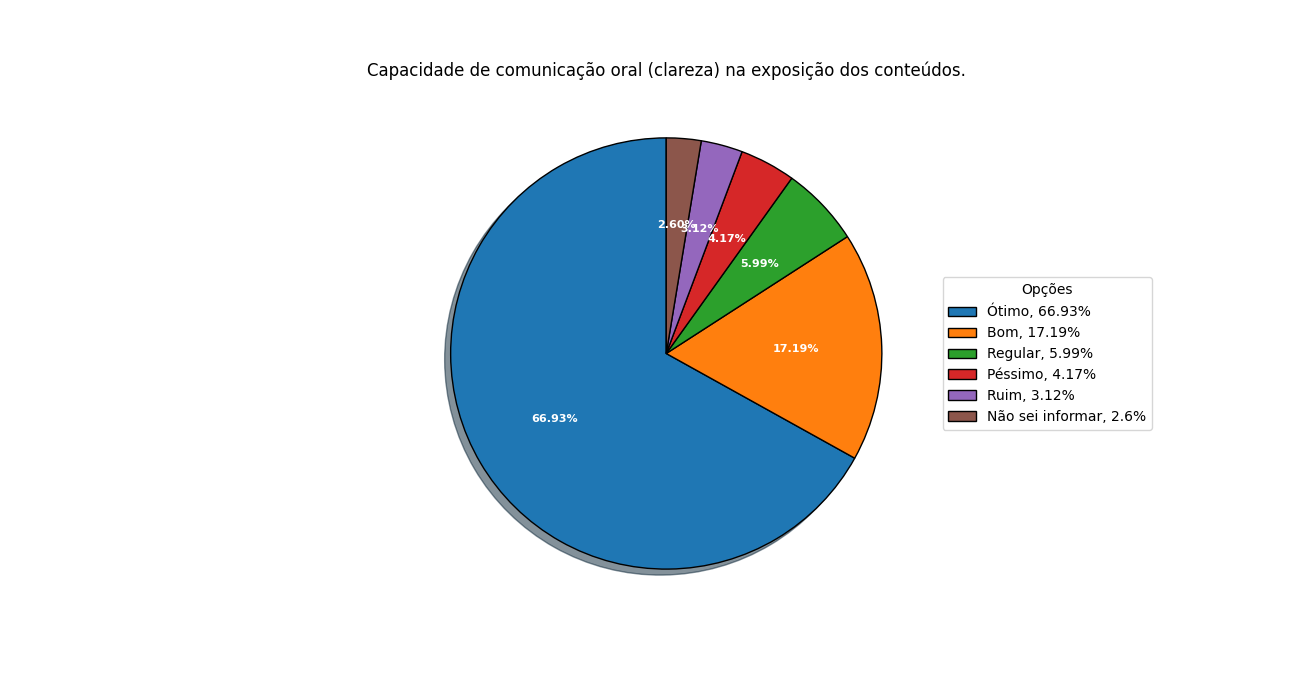 Capacidade de comunicação oral (clareza) na exposição dos conteúdos.
2.60%
3.12%
4.17%
5.99%
17.19%
66.93%
Opções
Ótimo, 66.93%
Bom, 17.19%
Regular, 5.99%
Péssimo, 4.17%
Ruim, 3.12%
Não sei informar, 2.6%